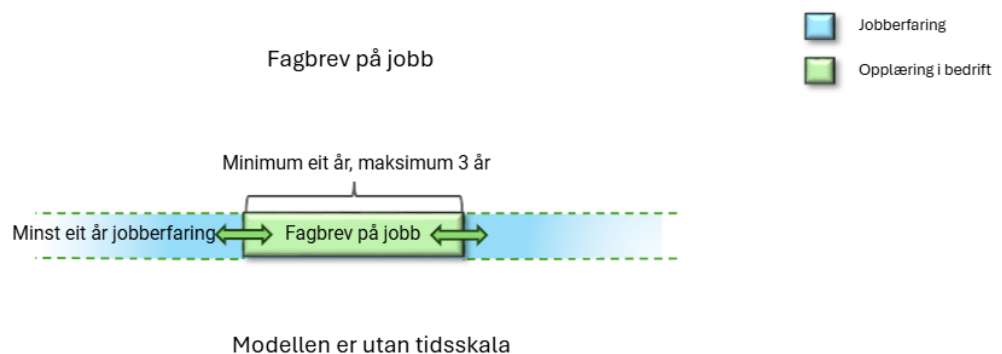 Jobberfaring
Fagbrev på jobb
Opplæring i bedrift
Minimum eit år, maksimum 3 år
Minst eit år jobberfaring
Fagbrev på jobb
Modellen er utan tidsskala